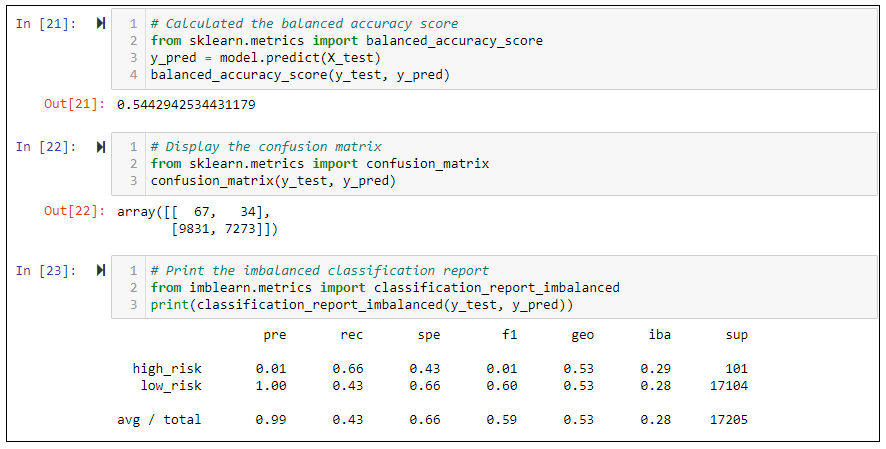 In [21]:
1 # Calculated the balanced accuracy score
2 from sklearn.metrics import balanced_accuracy_score
3 y_pred = model.predict(X_test)
4 balanced_accuracy_score(y_test, y_pred)
Out[21]: 0.5442942534431179
In [22]:
1 # Display the confusion matrix
2 from sklearn.metrics import confusion_matrix
3 confusion_matrix(y_test, y_pred)
Out[22]: array([[  67,   34],
       [9831, 7273]])
In [23]:
1 # Print the imbalanced classification report
2 from imblearn.metrics import classification_report_imbalanced
3 print(classification_report_imbalanced(y_test, y_pred))
pre rec spe f1 geo iba sup
high_risk 0.01 0.66 0.43 0.01 0.53 0.29 101
low_risk 1.00 0.43 0.66 0.60 0.53 0.28 17104
avg / total 0.99 0.43 0.66 0.59 0.53 0.28 17205